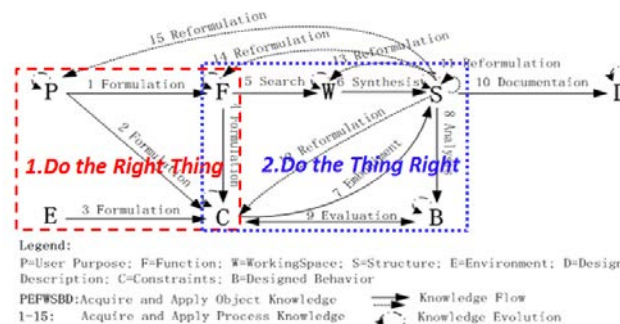 15 Reformulation
14 Reformulation
13 Reformulation
11 Reformulation
P
1 Formulation
F
5 Search
W
6 Synthesis
S
10 Documentaion
2 Formulation
4 Formulation
12 Reformulation
8 Analysis
1.Do the Right Thing
2.Do the Thing Right
7
E
3 Formulation
C
9 Evaluation
B
Legend:
P=User Purpose; F=Function; W=WorkingSpace; S=Structure; E=Environment; D=Design
Description; C=Constraints; B=Designed Behavior
PEFWSBD:Acquire and Apply Object Knowledge
Knowledge Flow
1-15: Acquire and Apply Process Knowledge
Knowledge Evolution